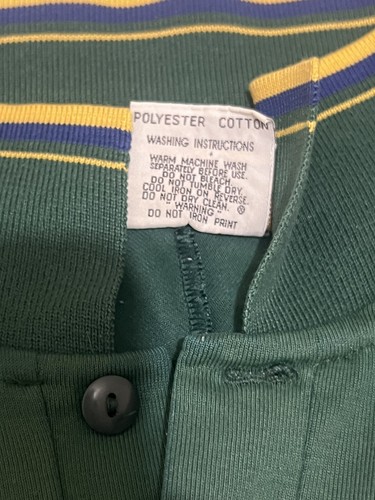 POLYESTER COTTON
WASHING INSTRUCTIONS
WARM MACHINE WASH
SEPARATELY BEFORE USE.
DO NOT BLEACH.
DO NOT TUMBLE DRY.
COOL IRON ON REVERSE.
DO NOT DRY CLEAN. ®
"WARNING"
DO NOT IRON PRINT